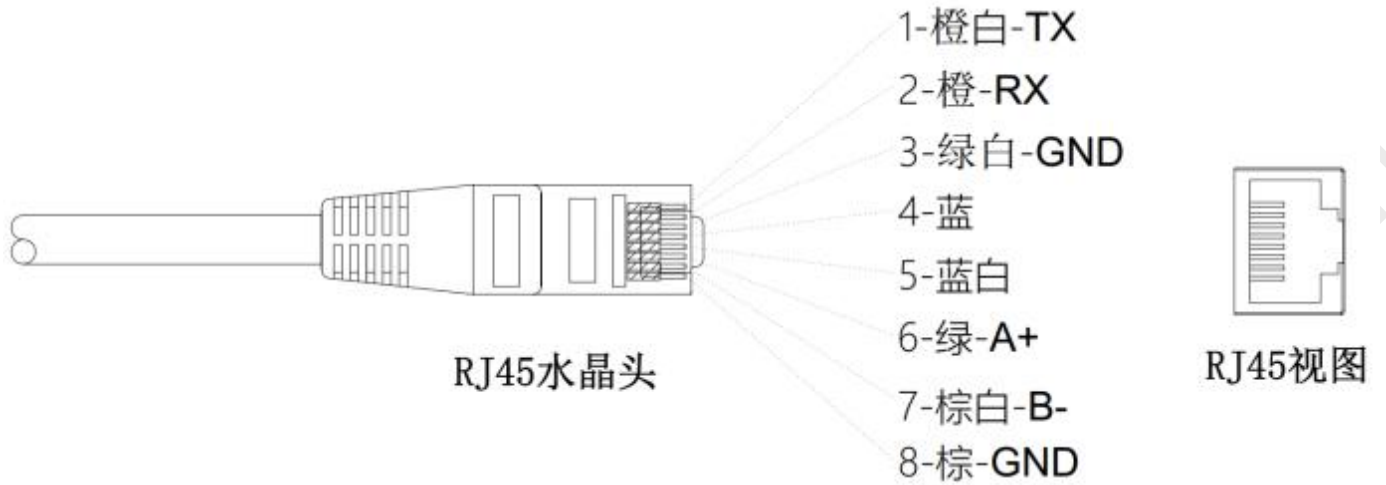 1-橙白-TX
2-橙-RX
3-绿白-GND
4-蓝
5-蓝白
6-绿-A+
7-棕白-B-
8-棕-GND
RJ45水晶头
RJ45视图